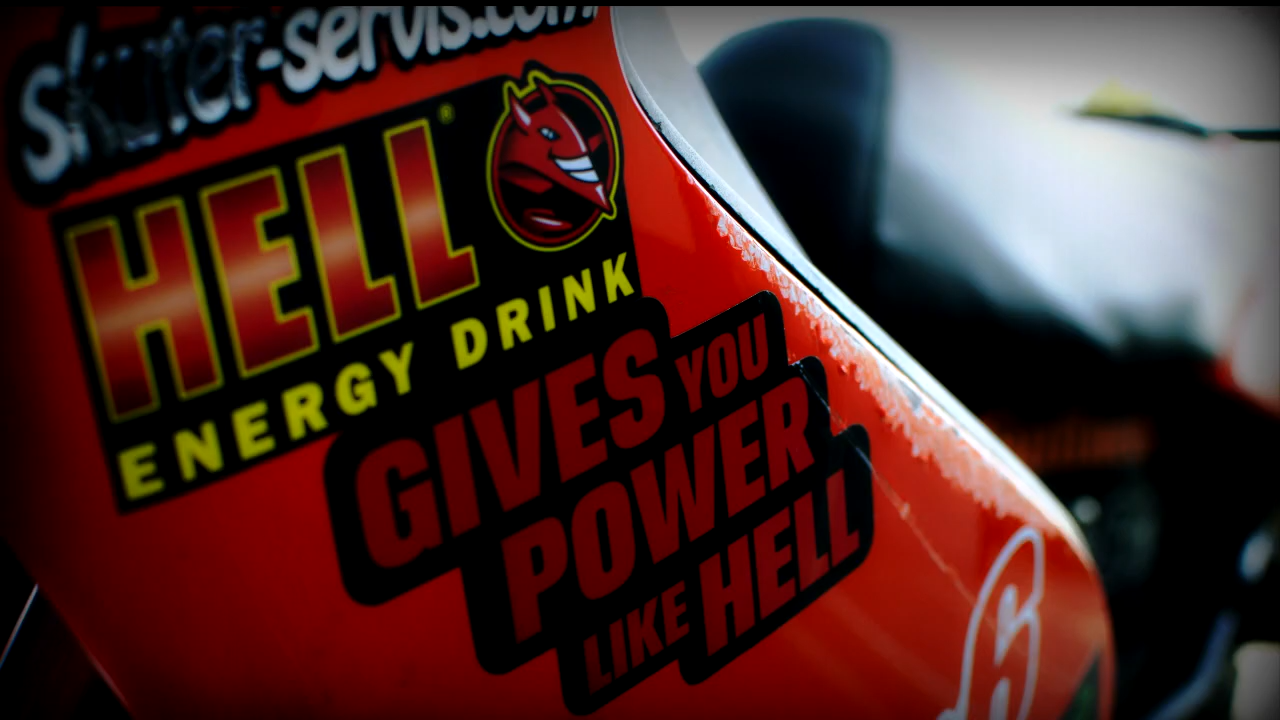 skuter-servis.com
HELL®
ENERGY DRINK
GIVES YOU
POWER
LIKE HELL